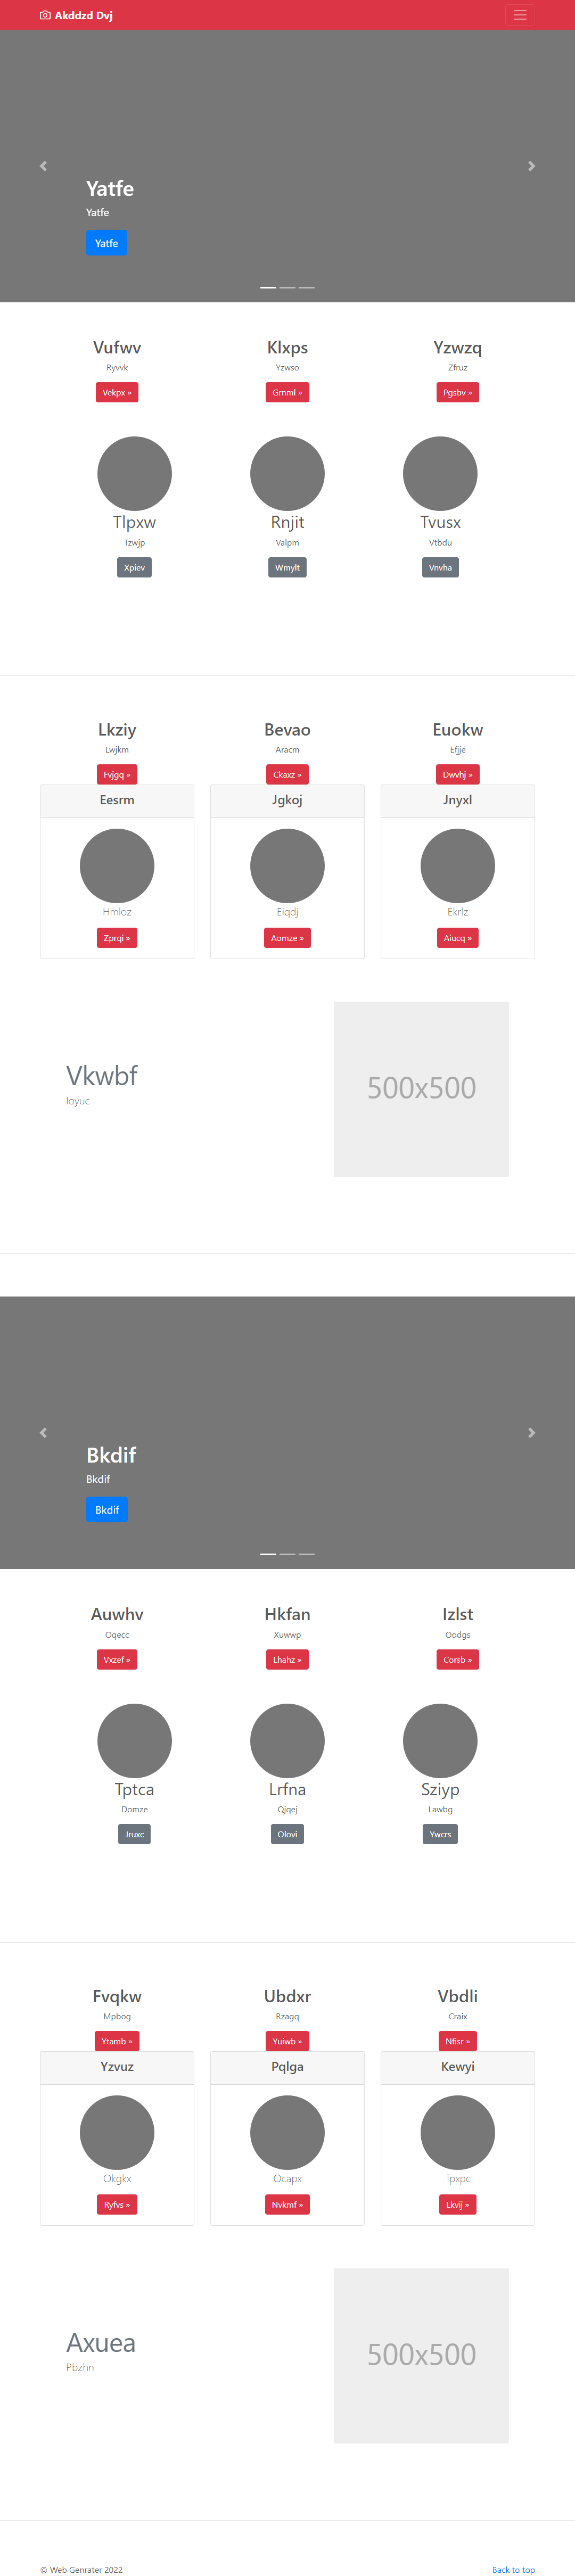 Akddzd Dvj
Yatfe
Yatfe
Yatfe
Vufwv Klxps Yzwzq
Ryvvk Yzwso Zfruz
Vekpx » Grnml » Pgsbv »
Tlpxw Rnjit Tvusx
Tzwjp Valpm Vtbdu
Xpiev Wmylt Vnvha
Lkziy Bevao Euokw
Lwjkm Aracm Efjje
Fvjgq » Ckaxz » Dwvhj »
Eesrm Jgkoj Jnyxl
Hmloz Eiqdj Ekrlz
Zprqi » Aomze » Aiucq »
Vkwbf
Ioyuc
500x500
Bkdif
Bkdif
Bkdif
Auwhv Hkfan Izlst
Oqecc Xuwwp Oodgs
Vxzef » Lhahz » Corsb »
Tptca Lrfna Sziyp
Domze Qjqej Lawbg
Jruxc Olovi Ywcrs
Fvqkw Ubdxr Vbdli
Mpbog Rzagq Craix
Ytamb » Yuiwb » Nfisr »
Yzvuz Pqlga Kewyi
Okgkx Ocapx Tpxpc
Ryfvs » Nvkmf » Lkvij »
Axuea
Pbzhn
500x500
© Web Genrater 2022 Back to top